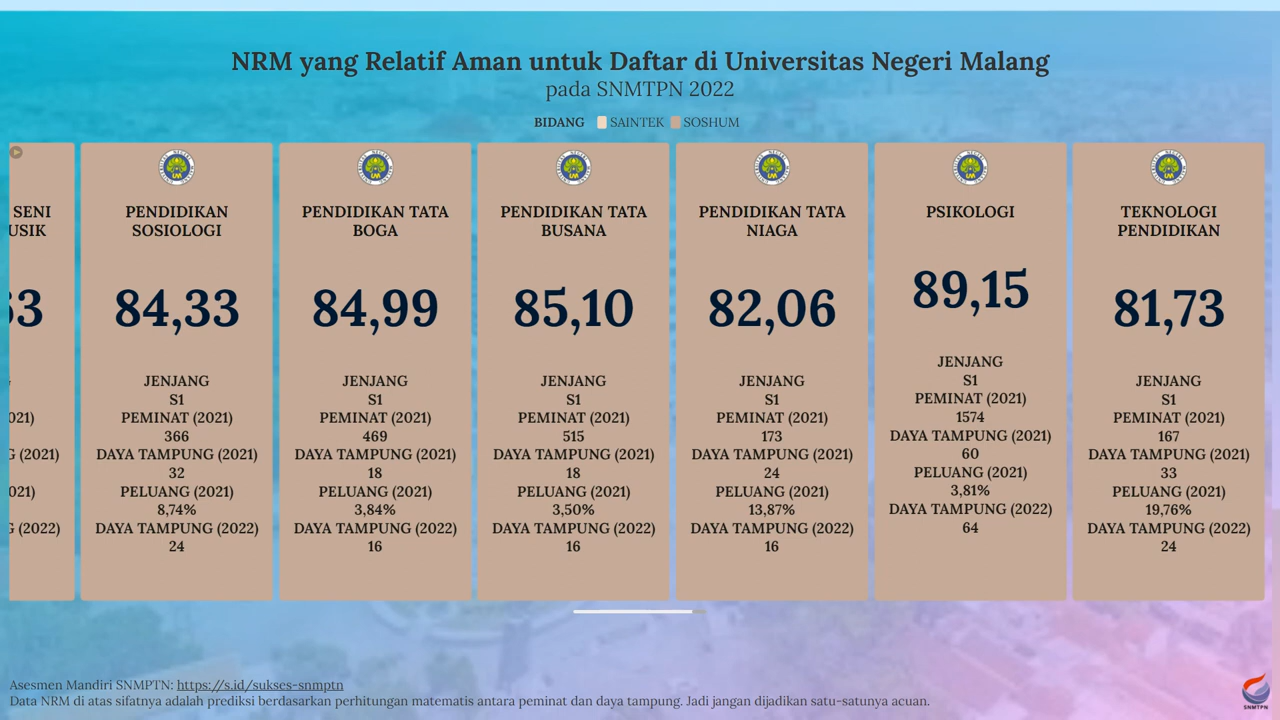 NRM yang Relatif Aman untuk Daftar di Universitas Negeri Malang
pada SNMTPN 2022
BIDANG SAINTEK SOSHUM
SENI
USIK
63
021)
G (2021)
021)
G (2022)
PENDIDIKAN
SOSIOLOGI
84,33
JENJANG
S1
PEMINAT (2021)
366
DAYA TAMPUNG (2021)
32
PELUANG (2021)
8,74%
DAYA TAMPUNG (2022)
24
PENDIDIKAN TATA
BOGA
84,99
JENJANG
S1
PEMINAT (2021)
469
DAYA TAMPUNG (2021)
18
PELUANG (2021)
3,84%
DAYA TAMPUNG (2022)
16
PENDIDIKAN TATA
BUSANA
85,10
JENJANG
S1
PEMINAT (2021)
515
DAYA TAMPUNG (2021)
18
PELUANG (2021)
3,50%
DAYA TAMPUNG (2022)
16
PENDIDIKAN TATA
NIAGA
82,06
JENJANG
S1
PEMINAT (2021)
173
DAYA TAMPUNG (2021)
24
PELUANG (2021)
13,87%
DAYA TAMPUNG (2022)
16
PSIKOLOGI
89,15
JENJANG
S1
PEMINAT (2021)
1574
DAYA TAMPUNG (2021)
60
PELUANG (2021)
3,81%
DAYA TAMPUNG (2022)
64
TEKNOLOGI
PENDIDIKAN
81,73
JENJANG
S1
PEMINAT (2021)
167
DAYA TAMPUNG (2021)
33
PELUANG (2021)
19,76%
DAYA TAMPUNG (2022)
24
Asesmen Mandiri SNMPTN: https://s.id/sukses-snmptn
Data NRM di atas sifatnya adalah prediksi berdasarkan perhitungan matematis antara peminat dan daya tampung. Jadi jangan dijadikan satu-satunya acuan.
SNMTPN